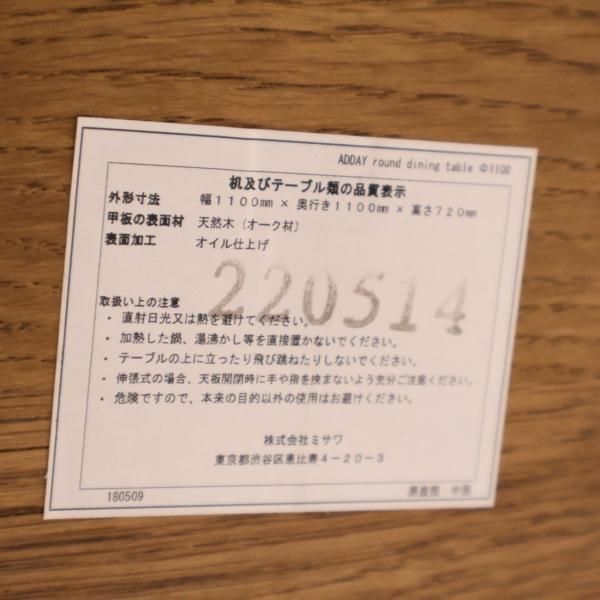 ADDAY round dining table Φ1100
机及びテーブル類の品質表示
外形寸法 幅1100mm × 奥行き1100mm × 高さ720mm
甲板の表面材 天然木(オーク材)
表面加工 オイル仕上げ
220514
取扱い上の注意
・ 直射日光又は熱を避けてください。
・ 加熱した鍋、湯沸かし等を直接置かないでください。
・ テーブルの上に立ったり飛び跳ねたりしないでください。
・ 伸張式の場合、天板開閉時に手や指を挟まないよう充分ご注意ください。
・ 危険ですので、本来の目的以外の使用はお避けください。
株式会社ミサワ
東京都渋谷区恵比寿4-20-3
180509 原産国 中国